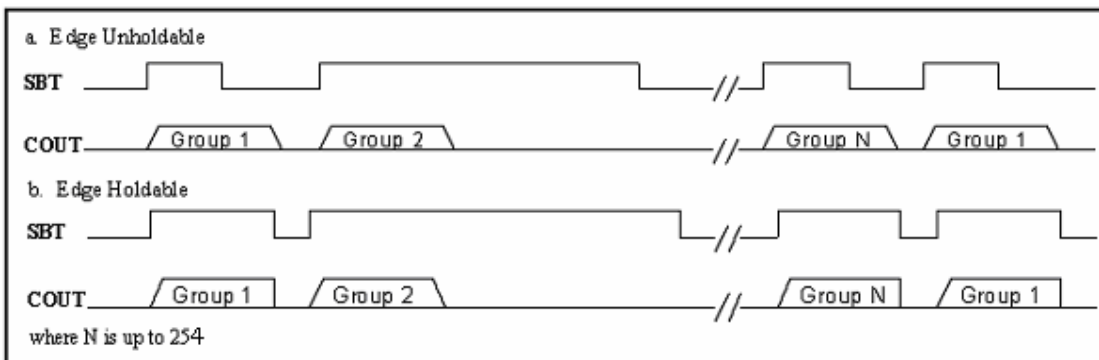 a. Edge Unholdable
SBT
//
COUT Group 1 Group 2 // Group N Group 1
b. Edge Holdable
SBT
//
COUT Group 1 Group 2 // Group N Group 1
where N is up to 254